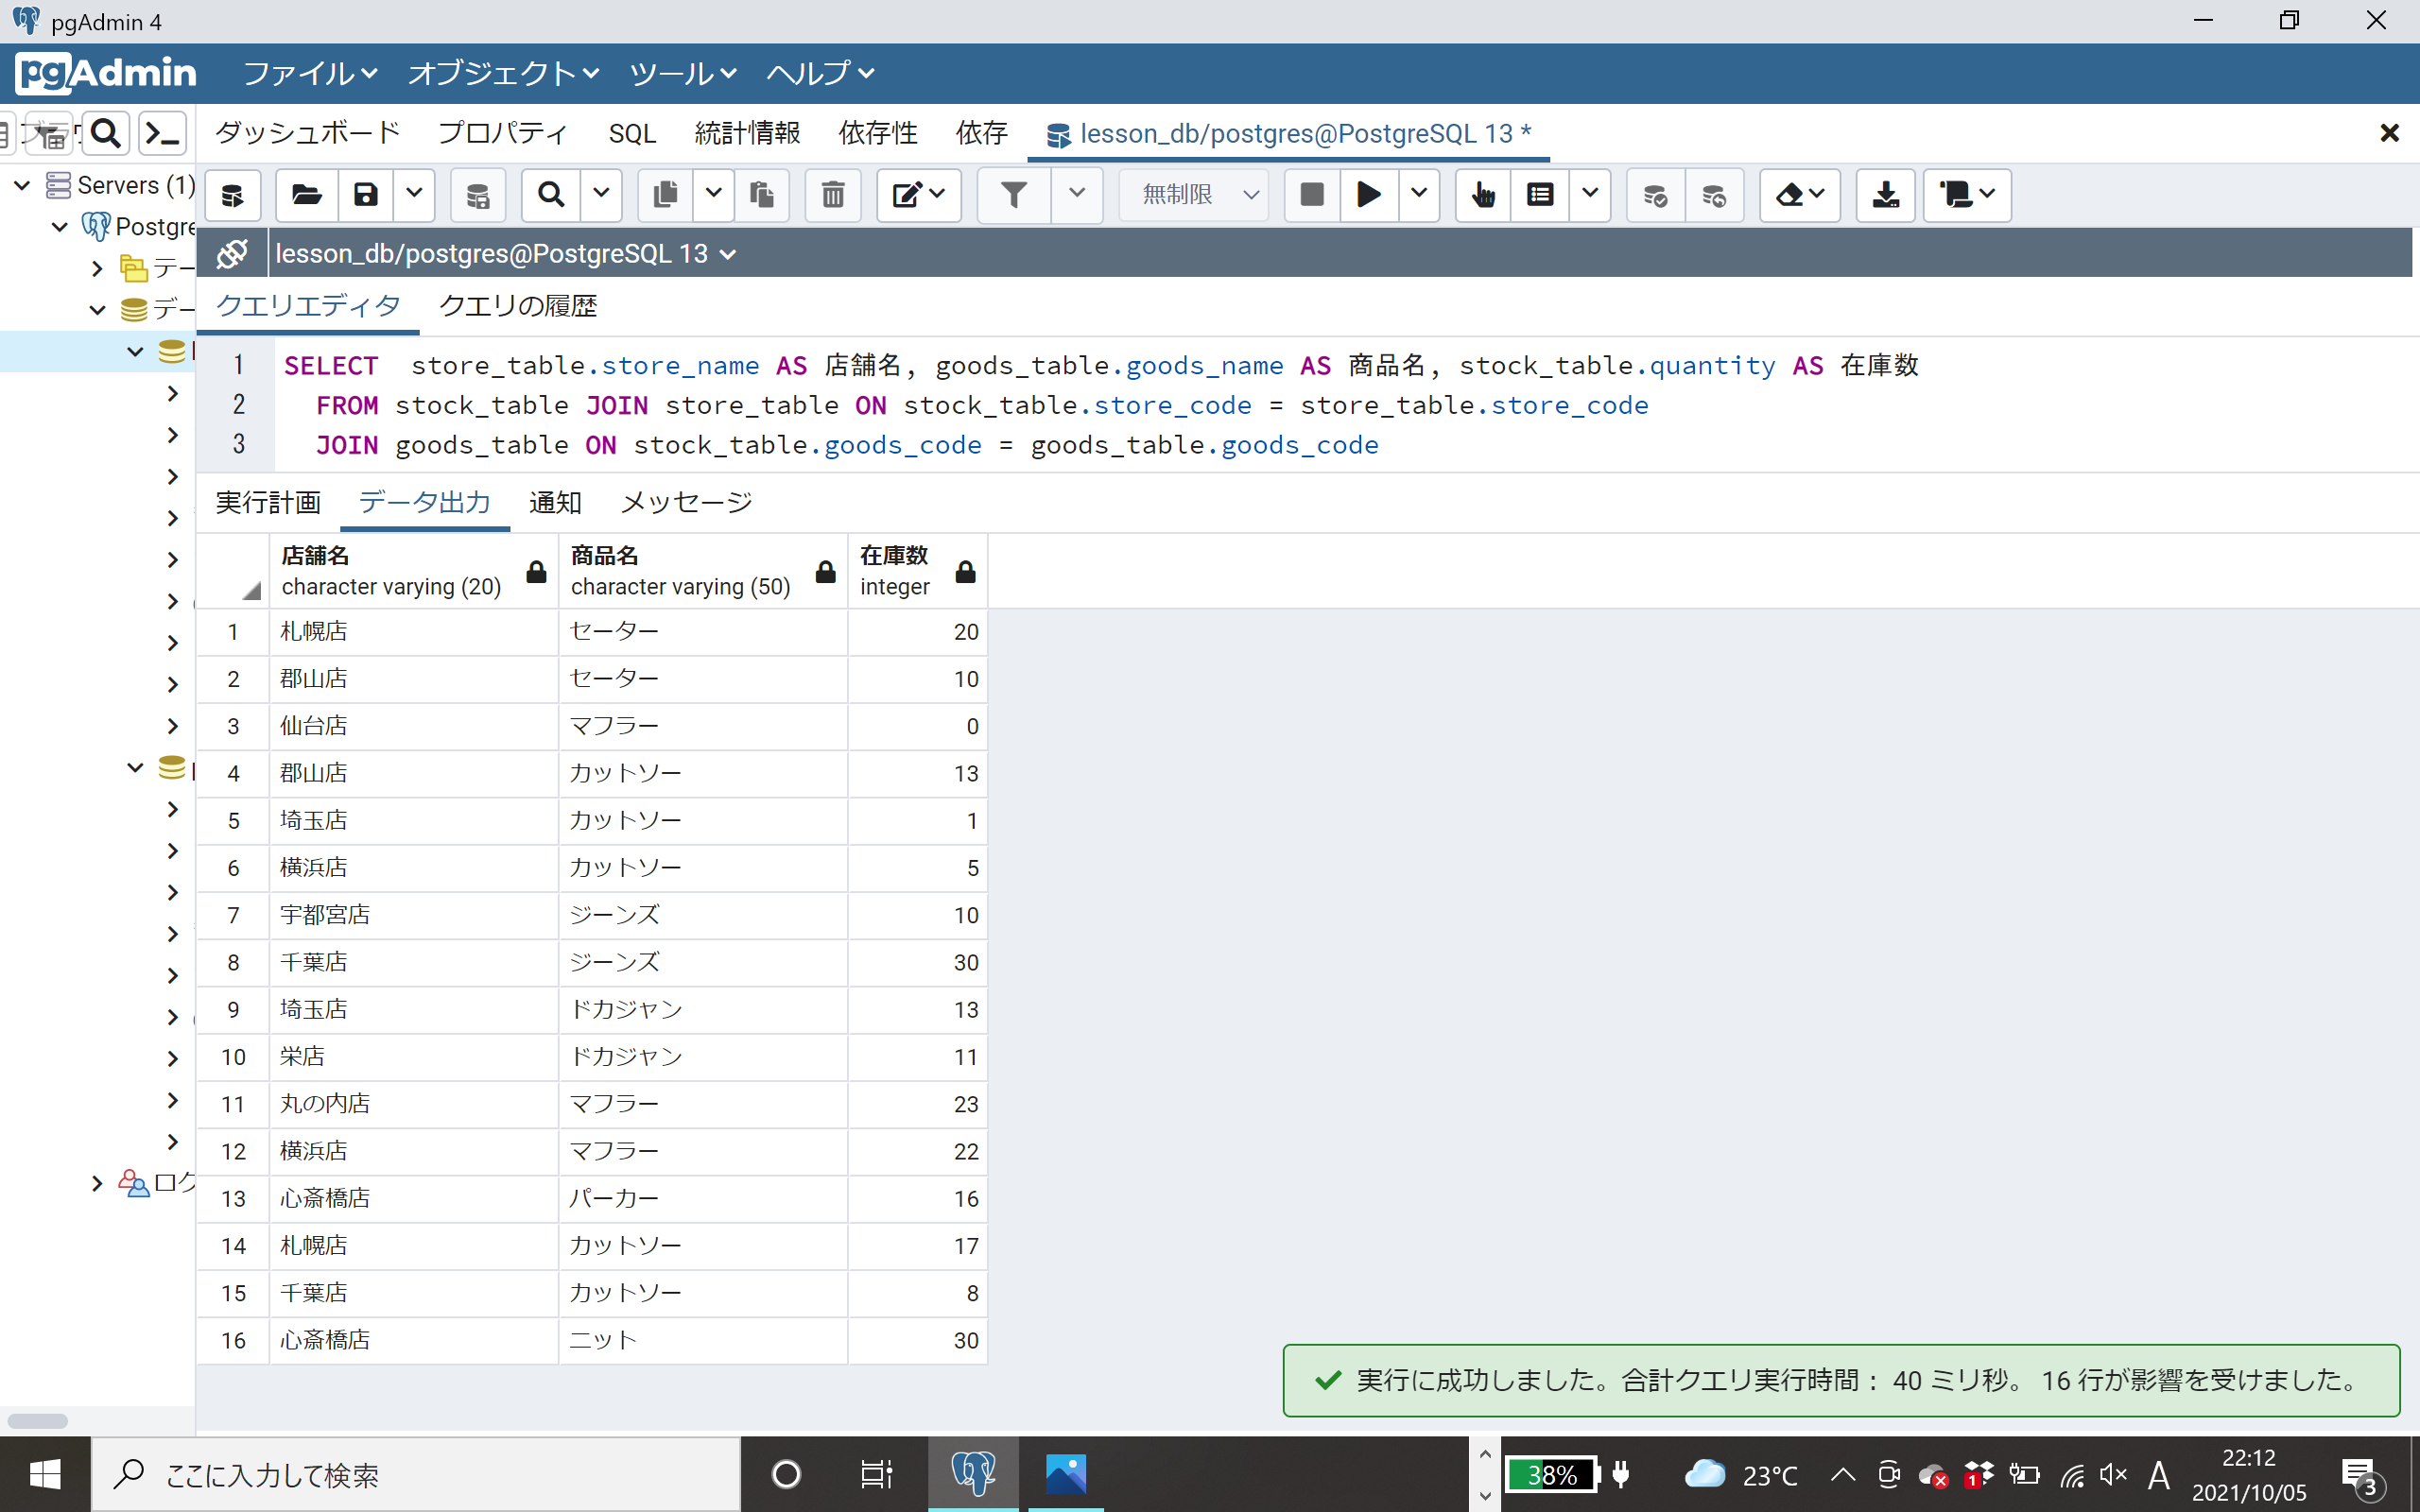 pgAdmin 4
pgAdmin ファイル オブジェクト ツール ヘルプ
ダッシュボード プロパティ SQL 統計情報 依存性 依存 lesson_db/postgres@PostgreSQL 13 *
Servers (1)
無制限
Postgre
lesson_db/postgres@PostgreSQL 13
テー
デー
クエリエディタ クエリの履歴
1 SELECT store_table.store_name AS 店舗名, goods_table.goods_name AS 商品名, stock_table.quantity AS 在庫数
2 FROM stock_table JOIN store_table ON stock_table.store_code = store_table.store_code
3 JOIN goods_table ON stock_table.goods_code = goods_table.goods_code
実行計画 データ出力 通知 メッセージ
店舗名 商品名 在庫数
character varying (20) character varying (50) integer
1 札幌店 セーター 20
2 郡山店 セーター 10
3 仙台店 マフラー 0
4 郡山店 カットソー 13
5 埼玉店 カットソー 1
6 横浜店 カットソー 5
7 宇都宮店 ジーンズ 10
8 千葉店 ジーンズ 30
9 埼玉店 ドカジャン 13
10 栄店 ドカジャン 11
11 丸の内店 マフラー 23
12 横浜店 マフラー 22
ログ
13 心斎橋店 パーカー 16
14 札幌店 カットソー 17
15 千葉店 カットソー 8
16 心斎橋店 ニット 30
実行に成功しました。合計クエリ実行時間： 40 ミリ秒。 16 行が影響を受けました。
ここに入力して検索
38%
23°C
1
A
22:12
2021/10/05
3